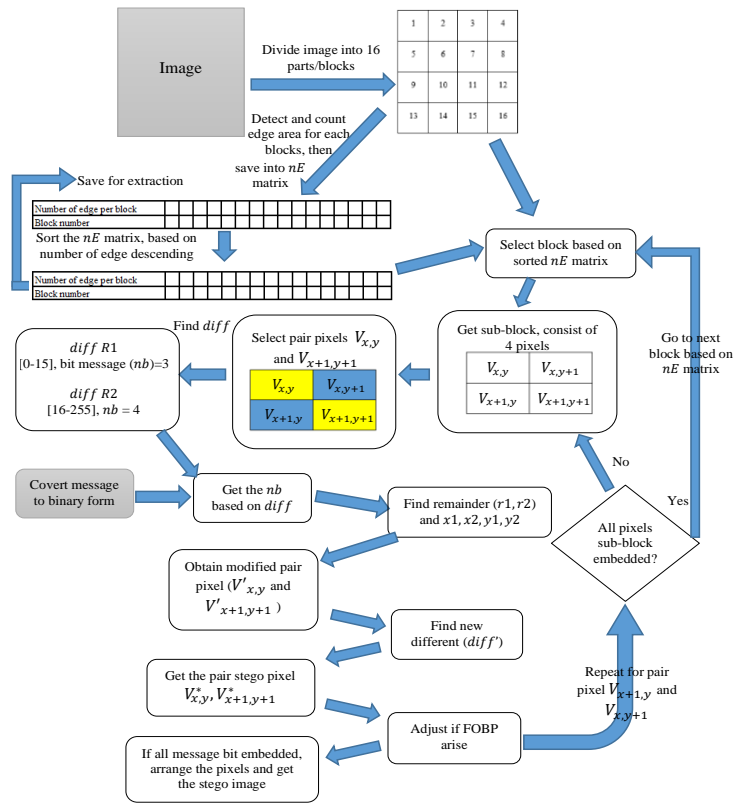 Image
Divide image into 16
parts/blocks
1 2 3 4
5 6 7 8
9 10 11 12
13 14 15 16
Detect and count
edge area for each
blocks, then
save into nE
matrix
Save for extraction
Number of edge per block
Block number
Sort the nE matrix, based on
number of edge descending
Number of edge per block
Block number
Select block based on
sorted nE matrix
Go to next
block based on
nE matrix
Get sub-block, consist of
4 pixels
V_{x,y} V_{x,y+1}
V_{x+1,y} V_{x+1,y+1}
Select pair pixels V_{x,y}
and V_{x+1,y+1}
V_{x,y} V_{x,y+1}
V_{x+1,y} V_{x+1,y+1}
Find diff
diff R1
[0-15], bit message (nb)=3
diff R2
[16-255], nb = 4
Covert message
to binary form
Get the nb
based on diff
Find remainder (r1,r2)
and x1, x2, y1, y2
Obtain modified pair
pixel (V'_{x,y} and
V'_{x+1,y+1} )
Find new
different (diff')
Get the pair stego pixel
V*_{x,y}, V*_{x+1,y+1}
Adjust if FOBP
arise
If all message bit embedded,
arrange the pixels and get
the stego image
Repeat for pair
pixel V_{x+1,y} and
V_{x,y+1}
All pixels
sub-block
embedded?
No
Yes